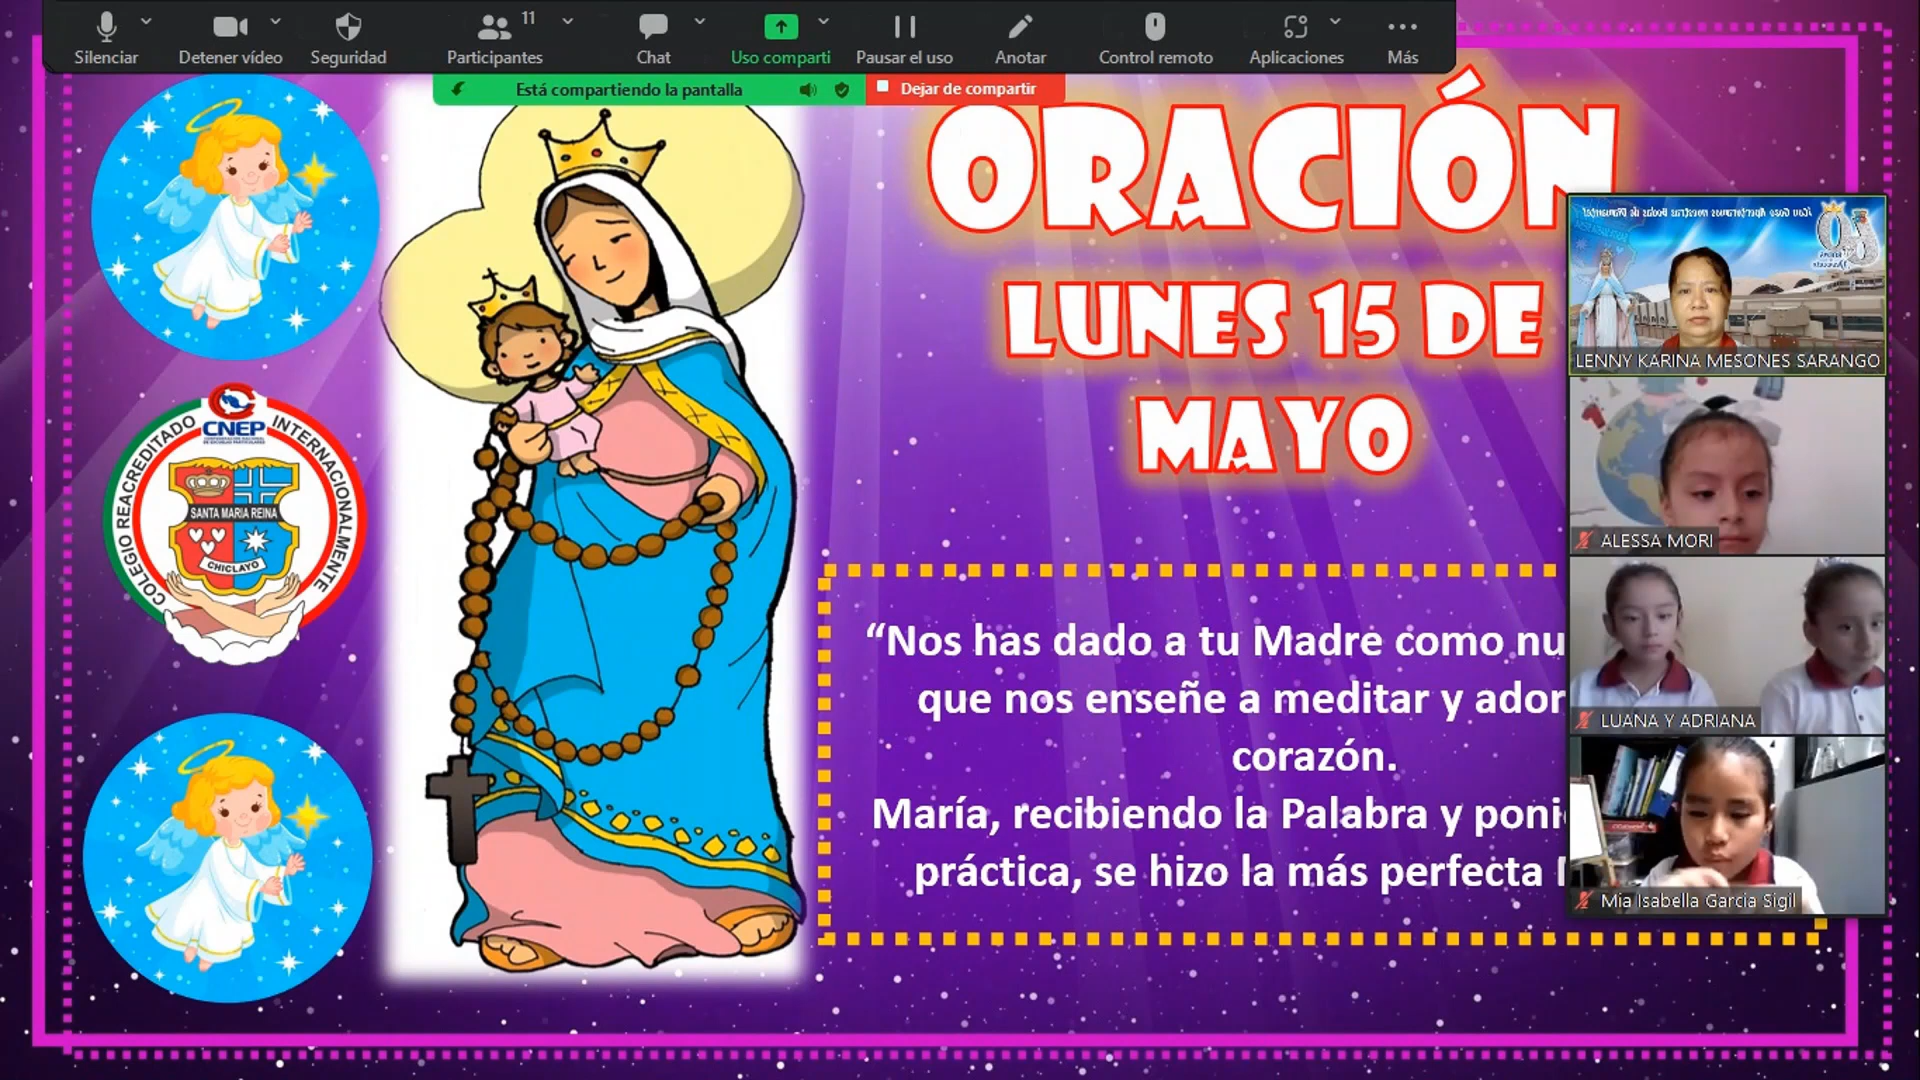 Silenciar
Detener vídeo
Seguridad
Participantes
11
Chat
Uso comparti
Pausar el uso
Anotar
Control remoto
Aplicaciones
Más
Está compartiendo la pantalla
Dejar de compartir
ORACIÓN
LUNES 15 DE
MAYO
COLEGIO REACREDITADO INTERNACIONALMENTE
CNEP
SANTA MARIA REINA
CHICLAYO
“Nos has dado a tu Madre como nu
que nos enseñe a meditar y ador
corazón.
María, recibiendo la Palabra y poni
práctica, se hizo la más perfecta
LENNY KARINA MESONES SARANGO
ALESSA MORI
LUANA Y ADRIANA
Mia Isabella Garcia Sigil